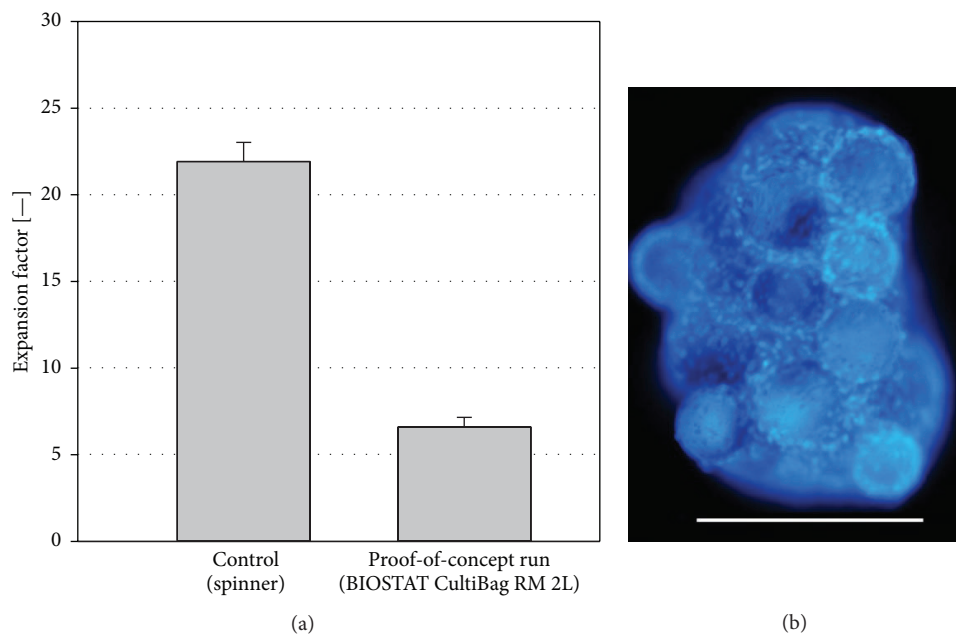 30
25
20
15
10
5
0
Expansion factor [—]
Control
(spinner)
Proof-of-concept run
(BIOSTAT CultiBag RM 2L)
(a)
(b)